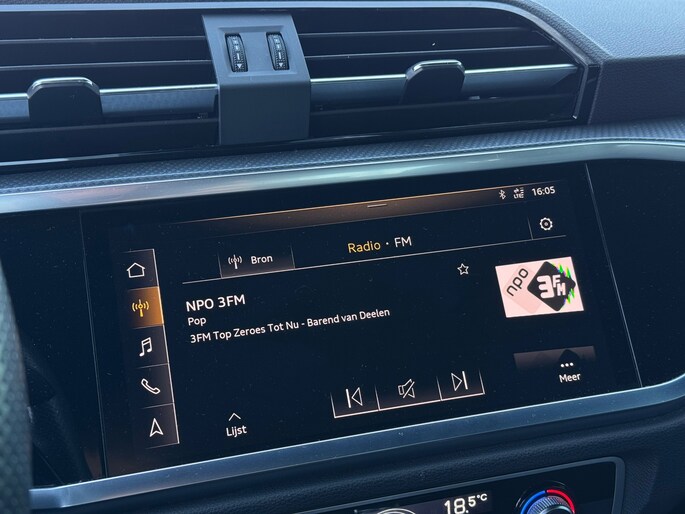 LTE 16:05
Bron
Radio · FM
NPO 3FM
Pop
3FM Top Zeroes Tot Nu - Barend van Deelen
npo 3FM
Meer
Lijst
18.5°C